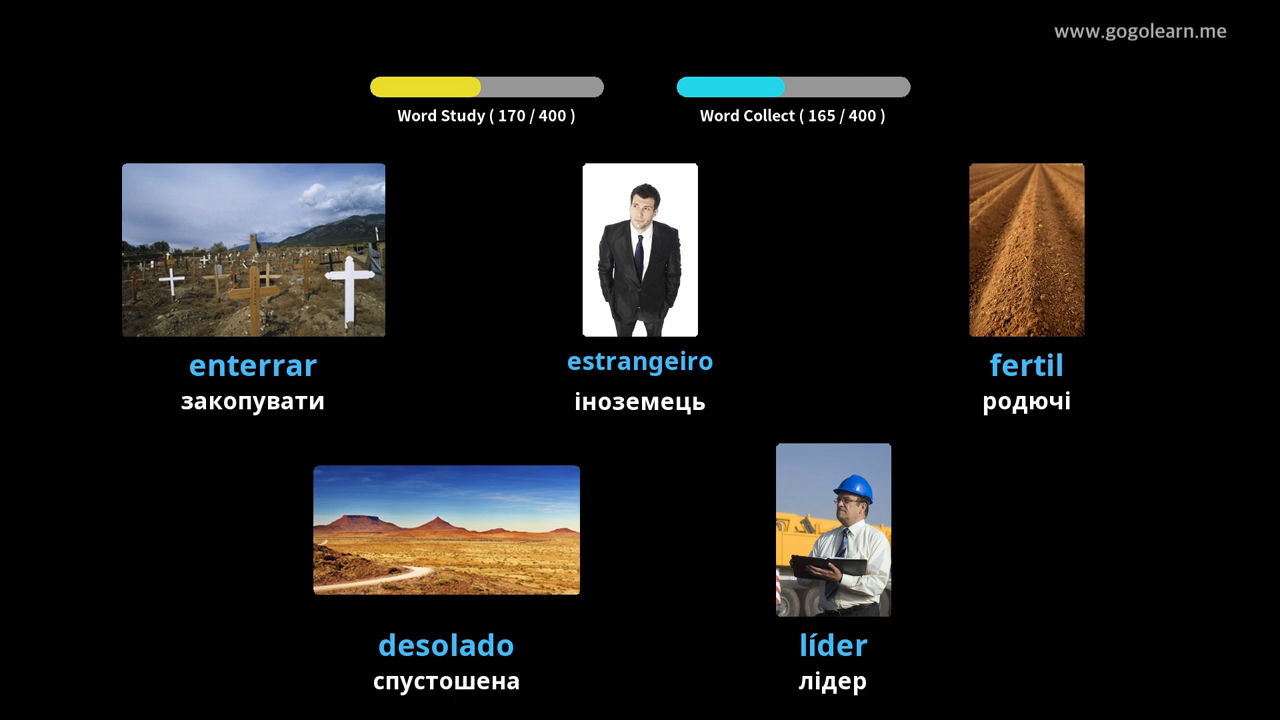 www.gogolearn.me
Word Study ( 170 / 400 )
Word Collect ( 165 / 400 )
enterrar
закопувати
estrangeiro
іноземець
fertil
родючі
desolado
спустошена
líder
лідер